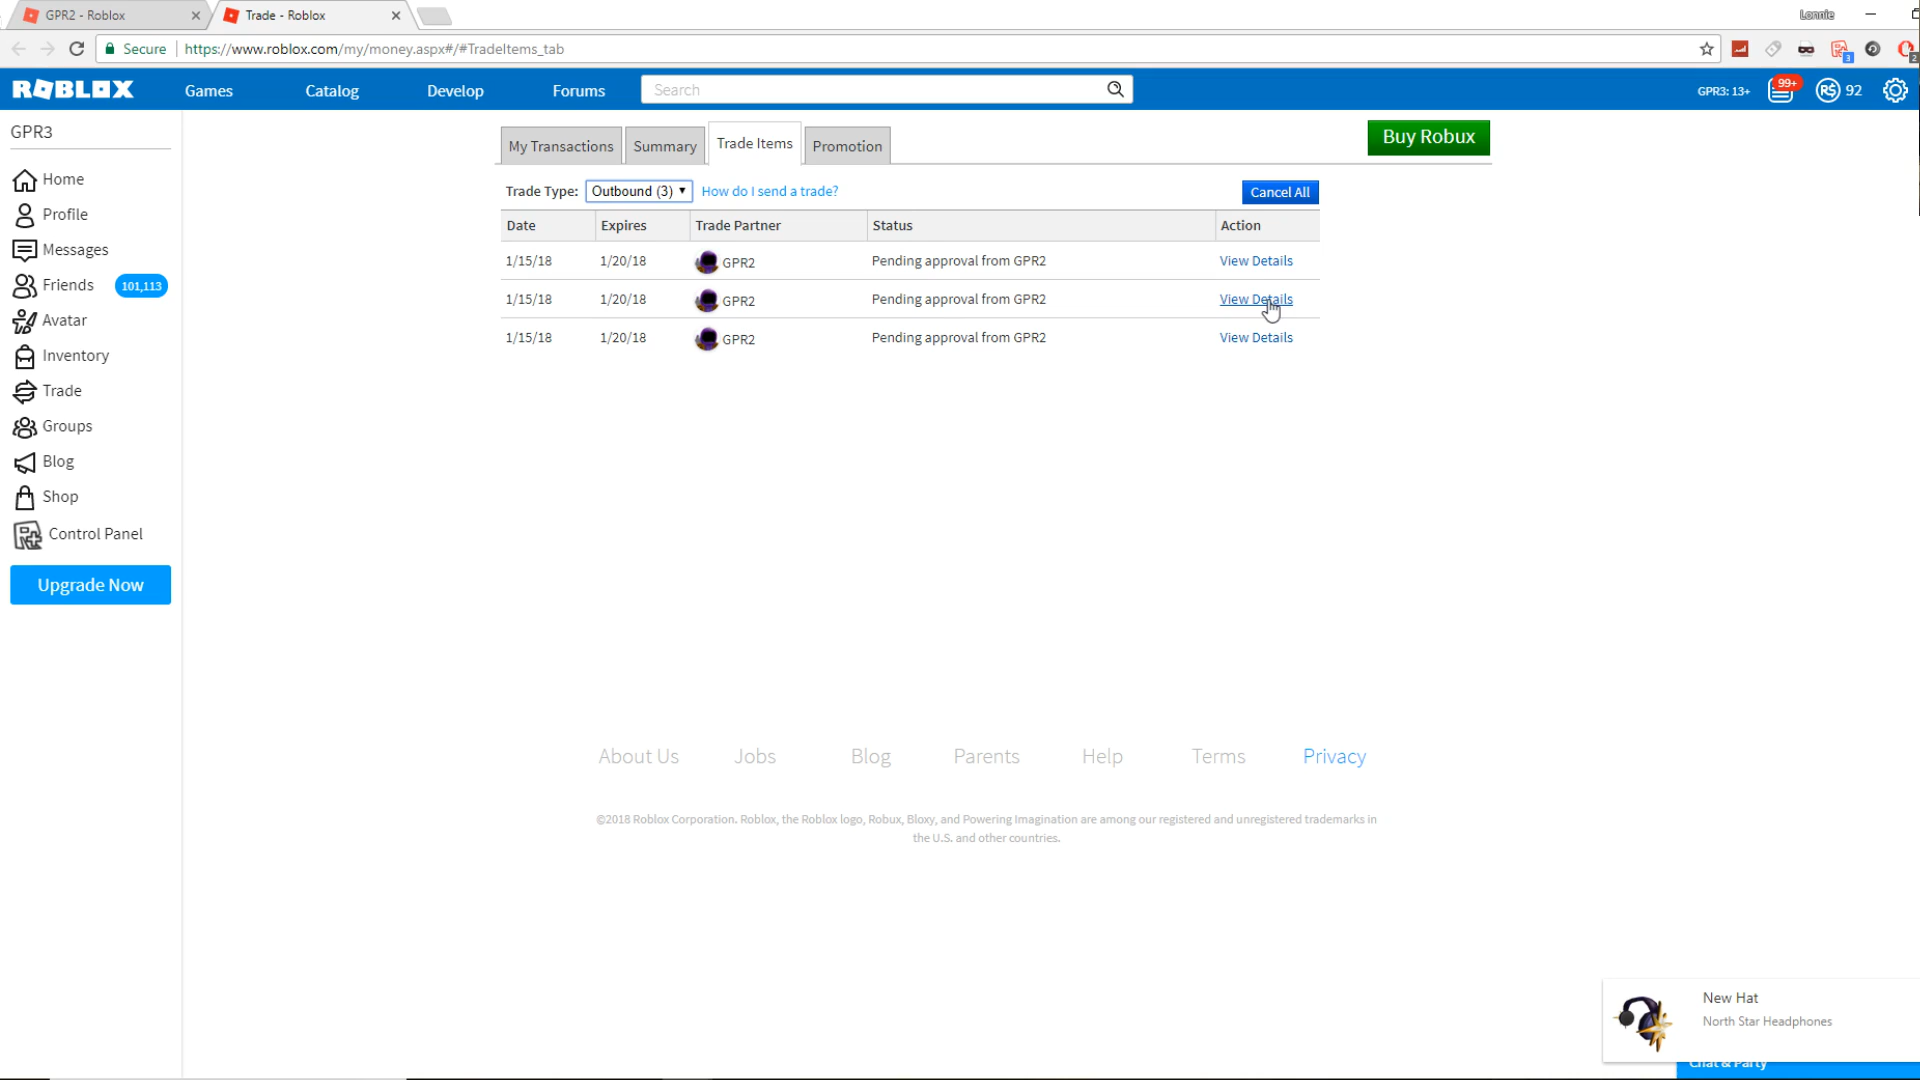 GPR2 - Roblox
Trade - Roblox
Lonnie
Secure
https://www.roblox.com/my/money.aspx#/#TradeItems_tab
3
2
ROBLOX
Games
Catalog
Develop
Forums
Search
GPR3: 13+
99+
R$ 92
GPR3
Home
Profile
Messages
Friends 101,113
Avatar
Inventory
Trade
Groups
Blog
Shop
Control Panel
Upgrade Now
My Transactions
Summary
Trade Items
Promotion
Buy Robux
Trade Type: Outbound (3) How do I send a trade? Cancel All
Date Expires Trade Partner Status Action
1/15/18 1/20/18 GPR2 Pending approval from GPR2 View Details
1/15/18 1/20/18 GPR2 Pending approval from GPR2 View Details
1/15/18 1/20/18 GPR2 Pending approval from GPR2 View Details
About Us Jobs Blog Parents Help Terms Privacy
©2018 Roblox Corporation. Roblox, the Roblox logo, Robux, Bloxy, and Powering Imagination are among our registered and unregistered trademarks in
the U.S. and other countries.
New Hat
North Star Headphones
Chat & Party